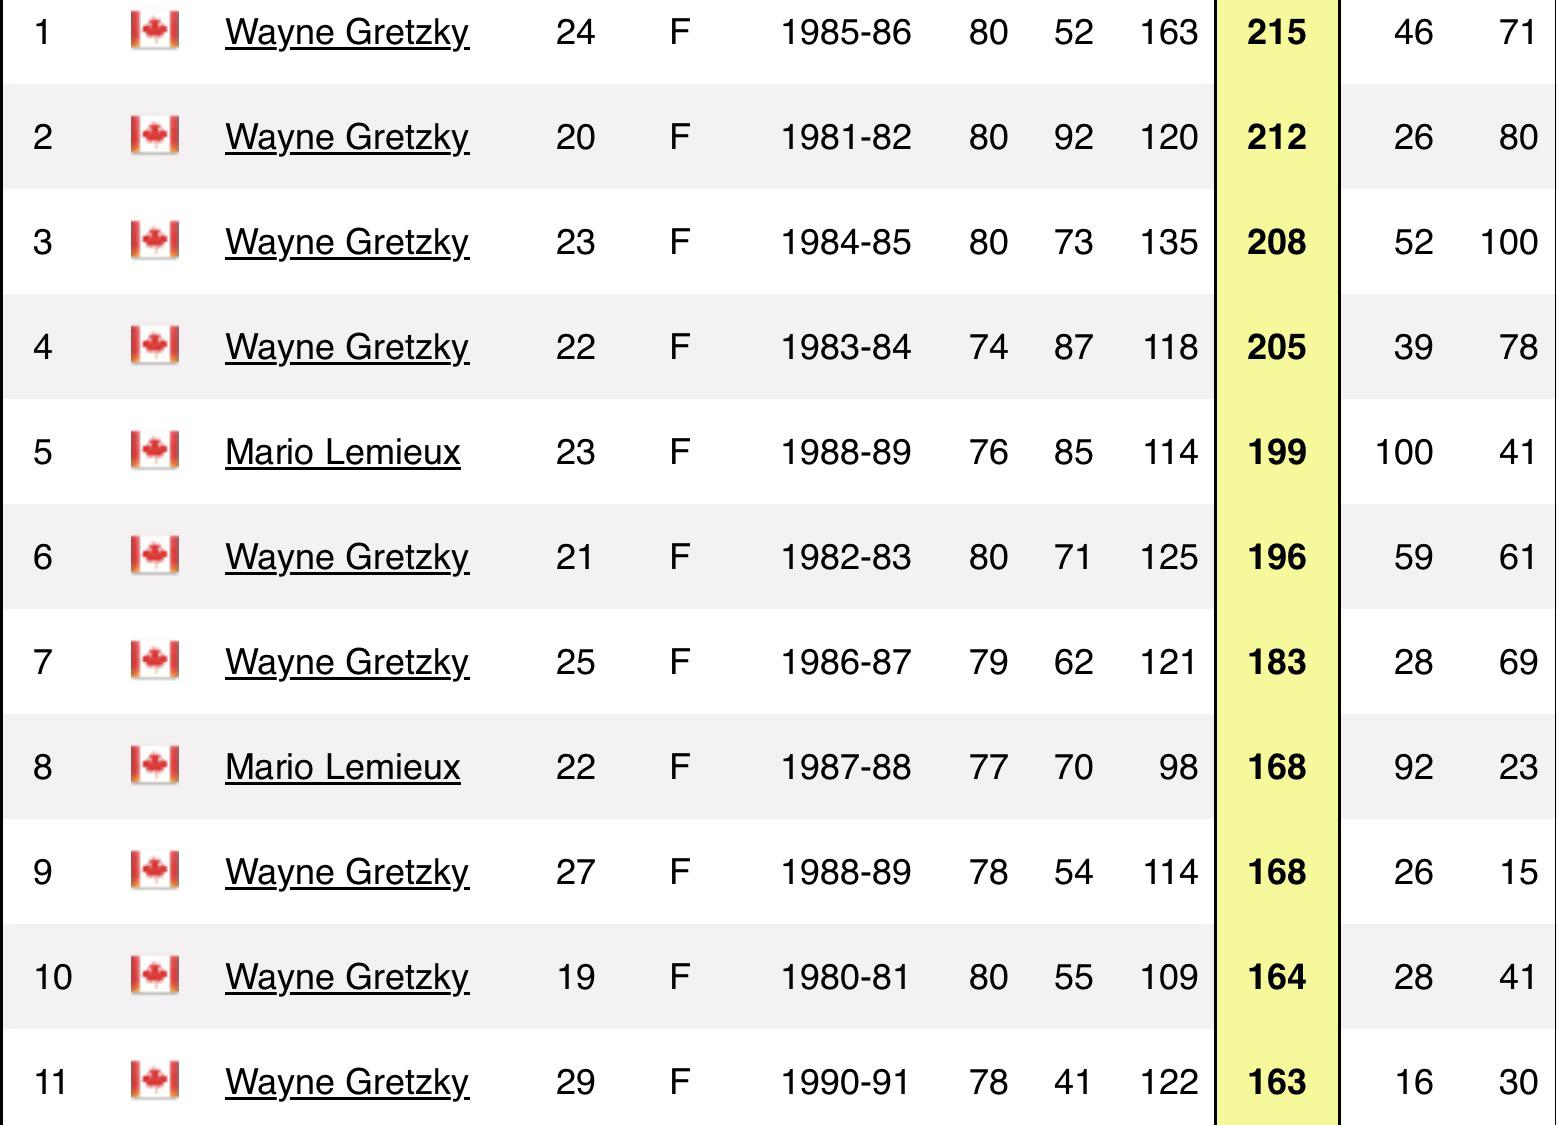 1 Wayne Gretzky 24 F 1985-86 80 52 163 215 46 71
2 Wayne Gretzky 20 F 1981-82 80 92 120 212 26 80
3 Wayne Gretzky 23 F 1984-85 80 73 135 208 52 100
4 Wayne Gretzky 22 F 1983-84 74 87 118 205 39 78
5 Mario Lemieux 23 F 1988-89 76 85 114 199 100 41
6 Wayne Gretzky 21 F 1982-83 80 71 125 196 59 61
7 Wayne Gretzky 25 F 1986-87 79 62 121 183 28 69
8 Mario Lemieux 22 F 1987-88 77 70 98 168 92 23
9 Wayne Gretzky 27 F 1988-89 78 54 114 168 26 15
10 Wayne Gretzky 19 F 1980-81 80 55 109 164 28 41
11 Wayne Gretzky 29 F 1990-91 78 41 122 163 16 30